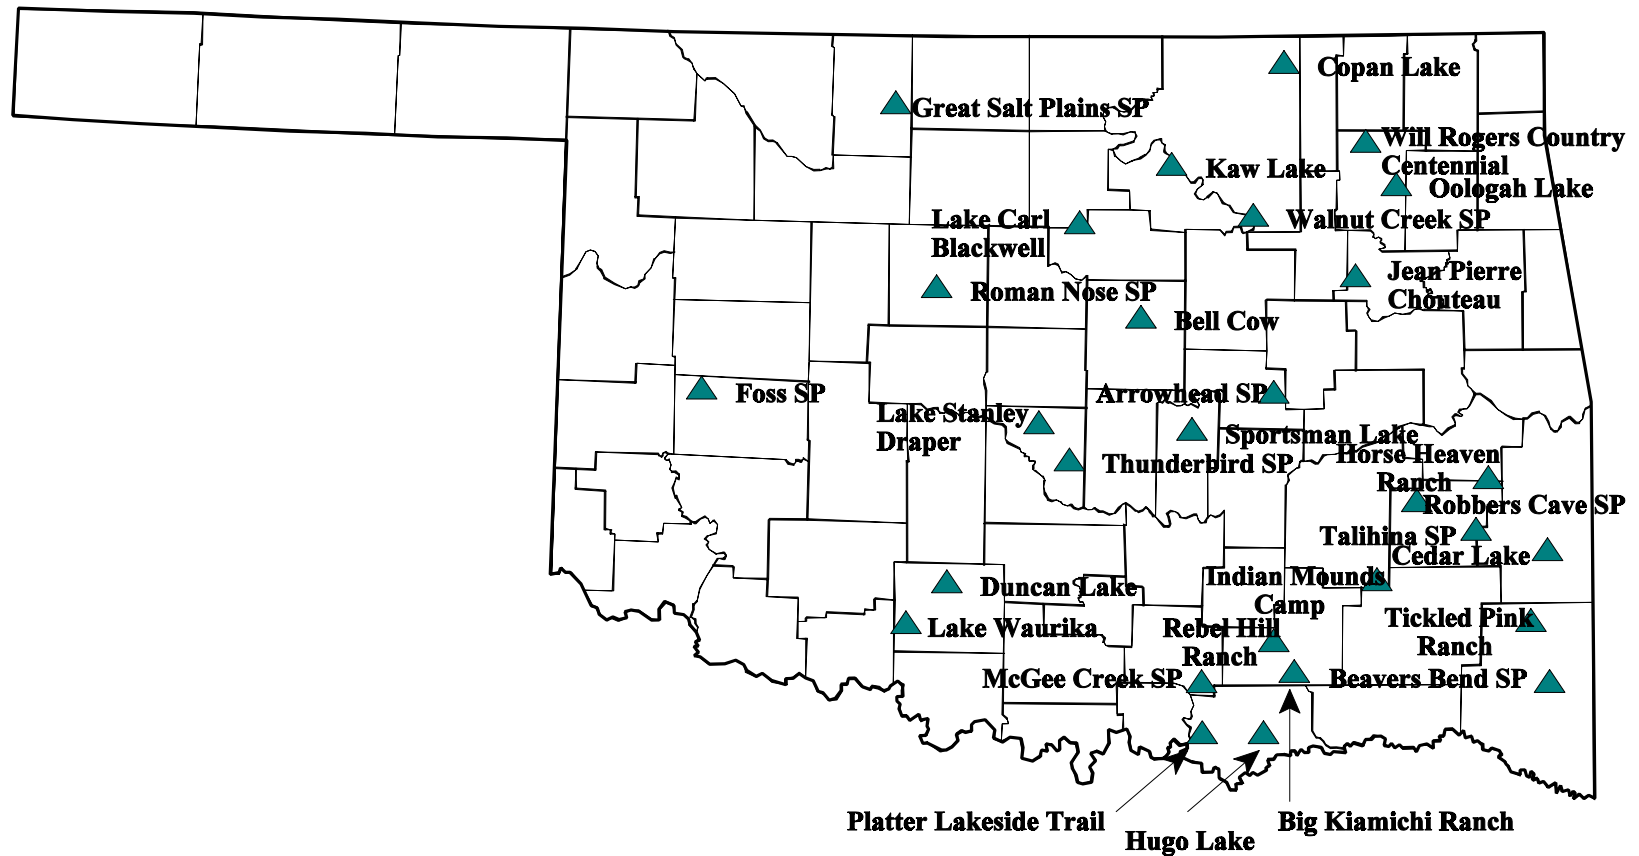 Copan Lake
Great Salt Plains SP
Will Rogers Country
Centennial
Kaw Lake
Oologah Lake
Lake Carl
Blackwell
Walnut Creek SP
Jean Pierre
Chouteau
Roman Nose SP
Bell Cow
Foss SP
Arrowhead SP
Lake Stanley
Draper
Sportsman Lake
Thunderbird SP
Horse Heaven
Ranch
Robbers Cave SP
Talihina SP
Cedar Lake
Indian Mounds
Camp
Duncan Lake
Tickled Pink
Ranch
Lake Waurika
Rebel Hill
Ranch
McGee Creek SP
Beavers Bend SP
Platter Lakeside Trail
Hugo Lake
Big Kiamichi Ranch